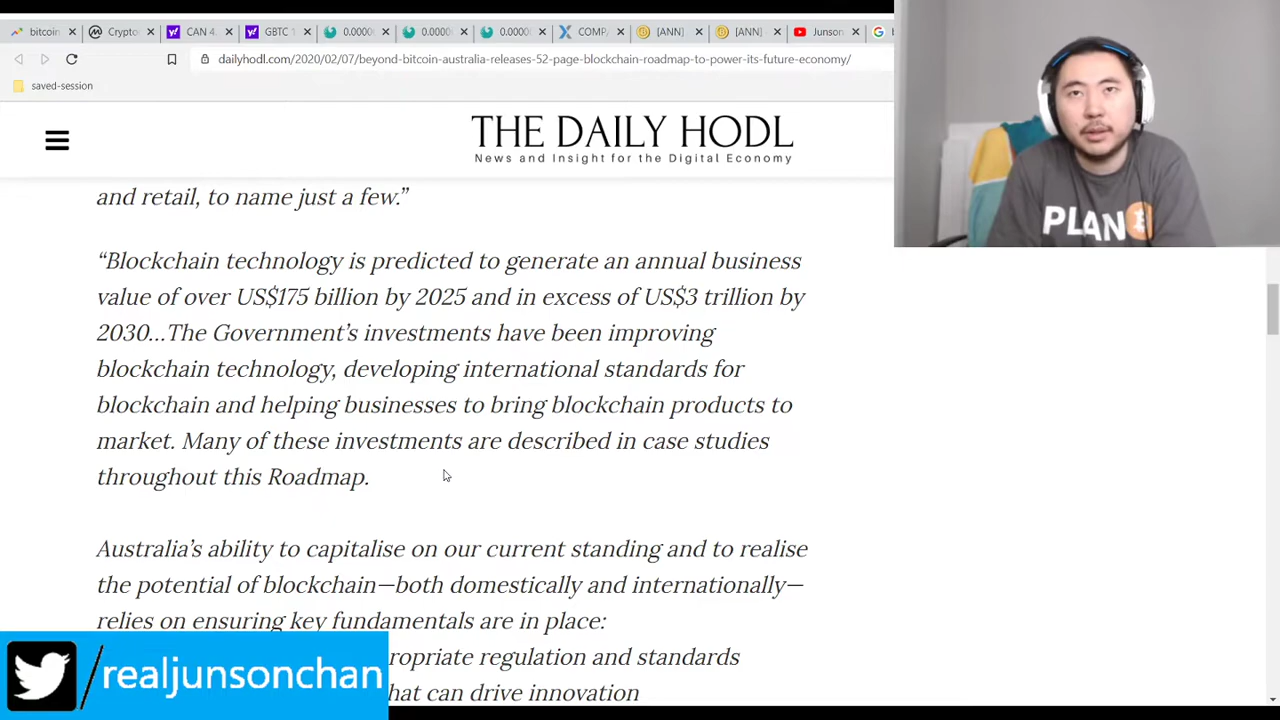 bitcoin
Crypto
CAN 4.
GBTC 1
0.0000
0.0000
0.0000
COMP
[ANN]
[ANN]
Junson
dailyhodl.com/2020/02/07/beyond-bitcoin-australia-releases-52-page-blockchain-roadmap-to-power-its-future-economy/
saved-session
THE DAILY HODL
News and Insight for the Digital Economy
PLAN
and retail, to name just a few.”
“Blockchain technology is predicted to generate an annual business
value of over US$175 billion by 2025 and in excess of US$3 trillion by
2030…The Government’s investments have been improving
blockchain technology, developing international standards for
blockchain and helping businesses to bring blockchain products to
market. Many of these investments are described in case studies
throughout this Roadmap.
Australia’s ability to capitalise on our current standing and to realise
the potential of blockchain—both domestically and internationally—
relies on ensuring key fundamentals are in place:
ropriate regulation and standards
hat can drive innovation
/realjunsonchan